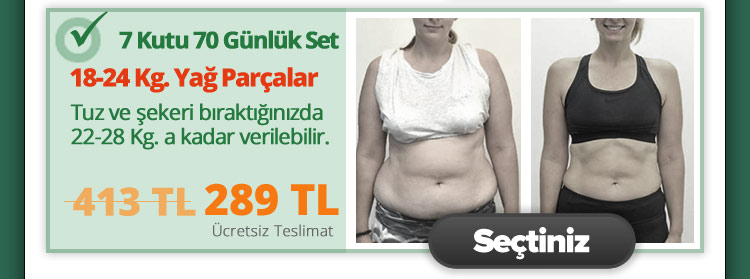 7 Kutu 70 Günlük Set
18-24 Kg. Yağ Parçalar
Tuz ve şekeri bıraktığınızda
22-28 Kg. a kadar verilebilir.
413 TL 289 TL
Ücretsiz Teslimat
Seçtiniz